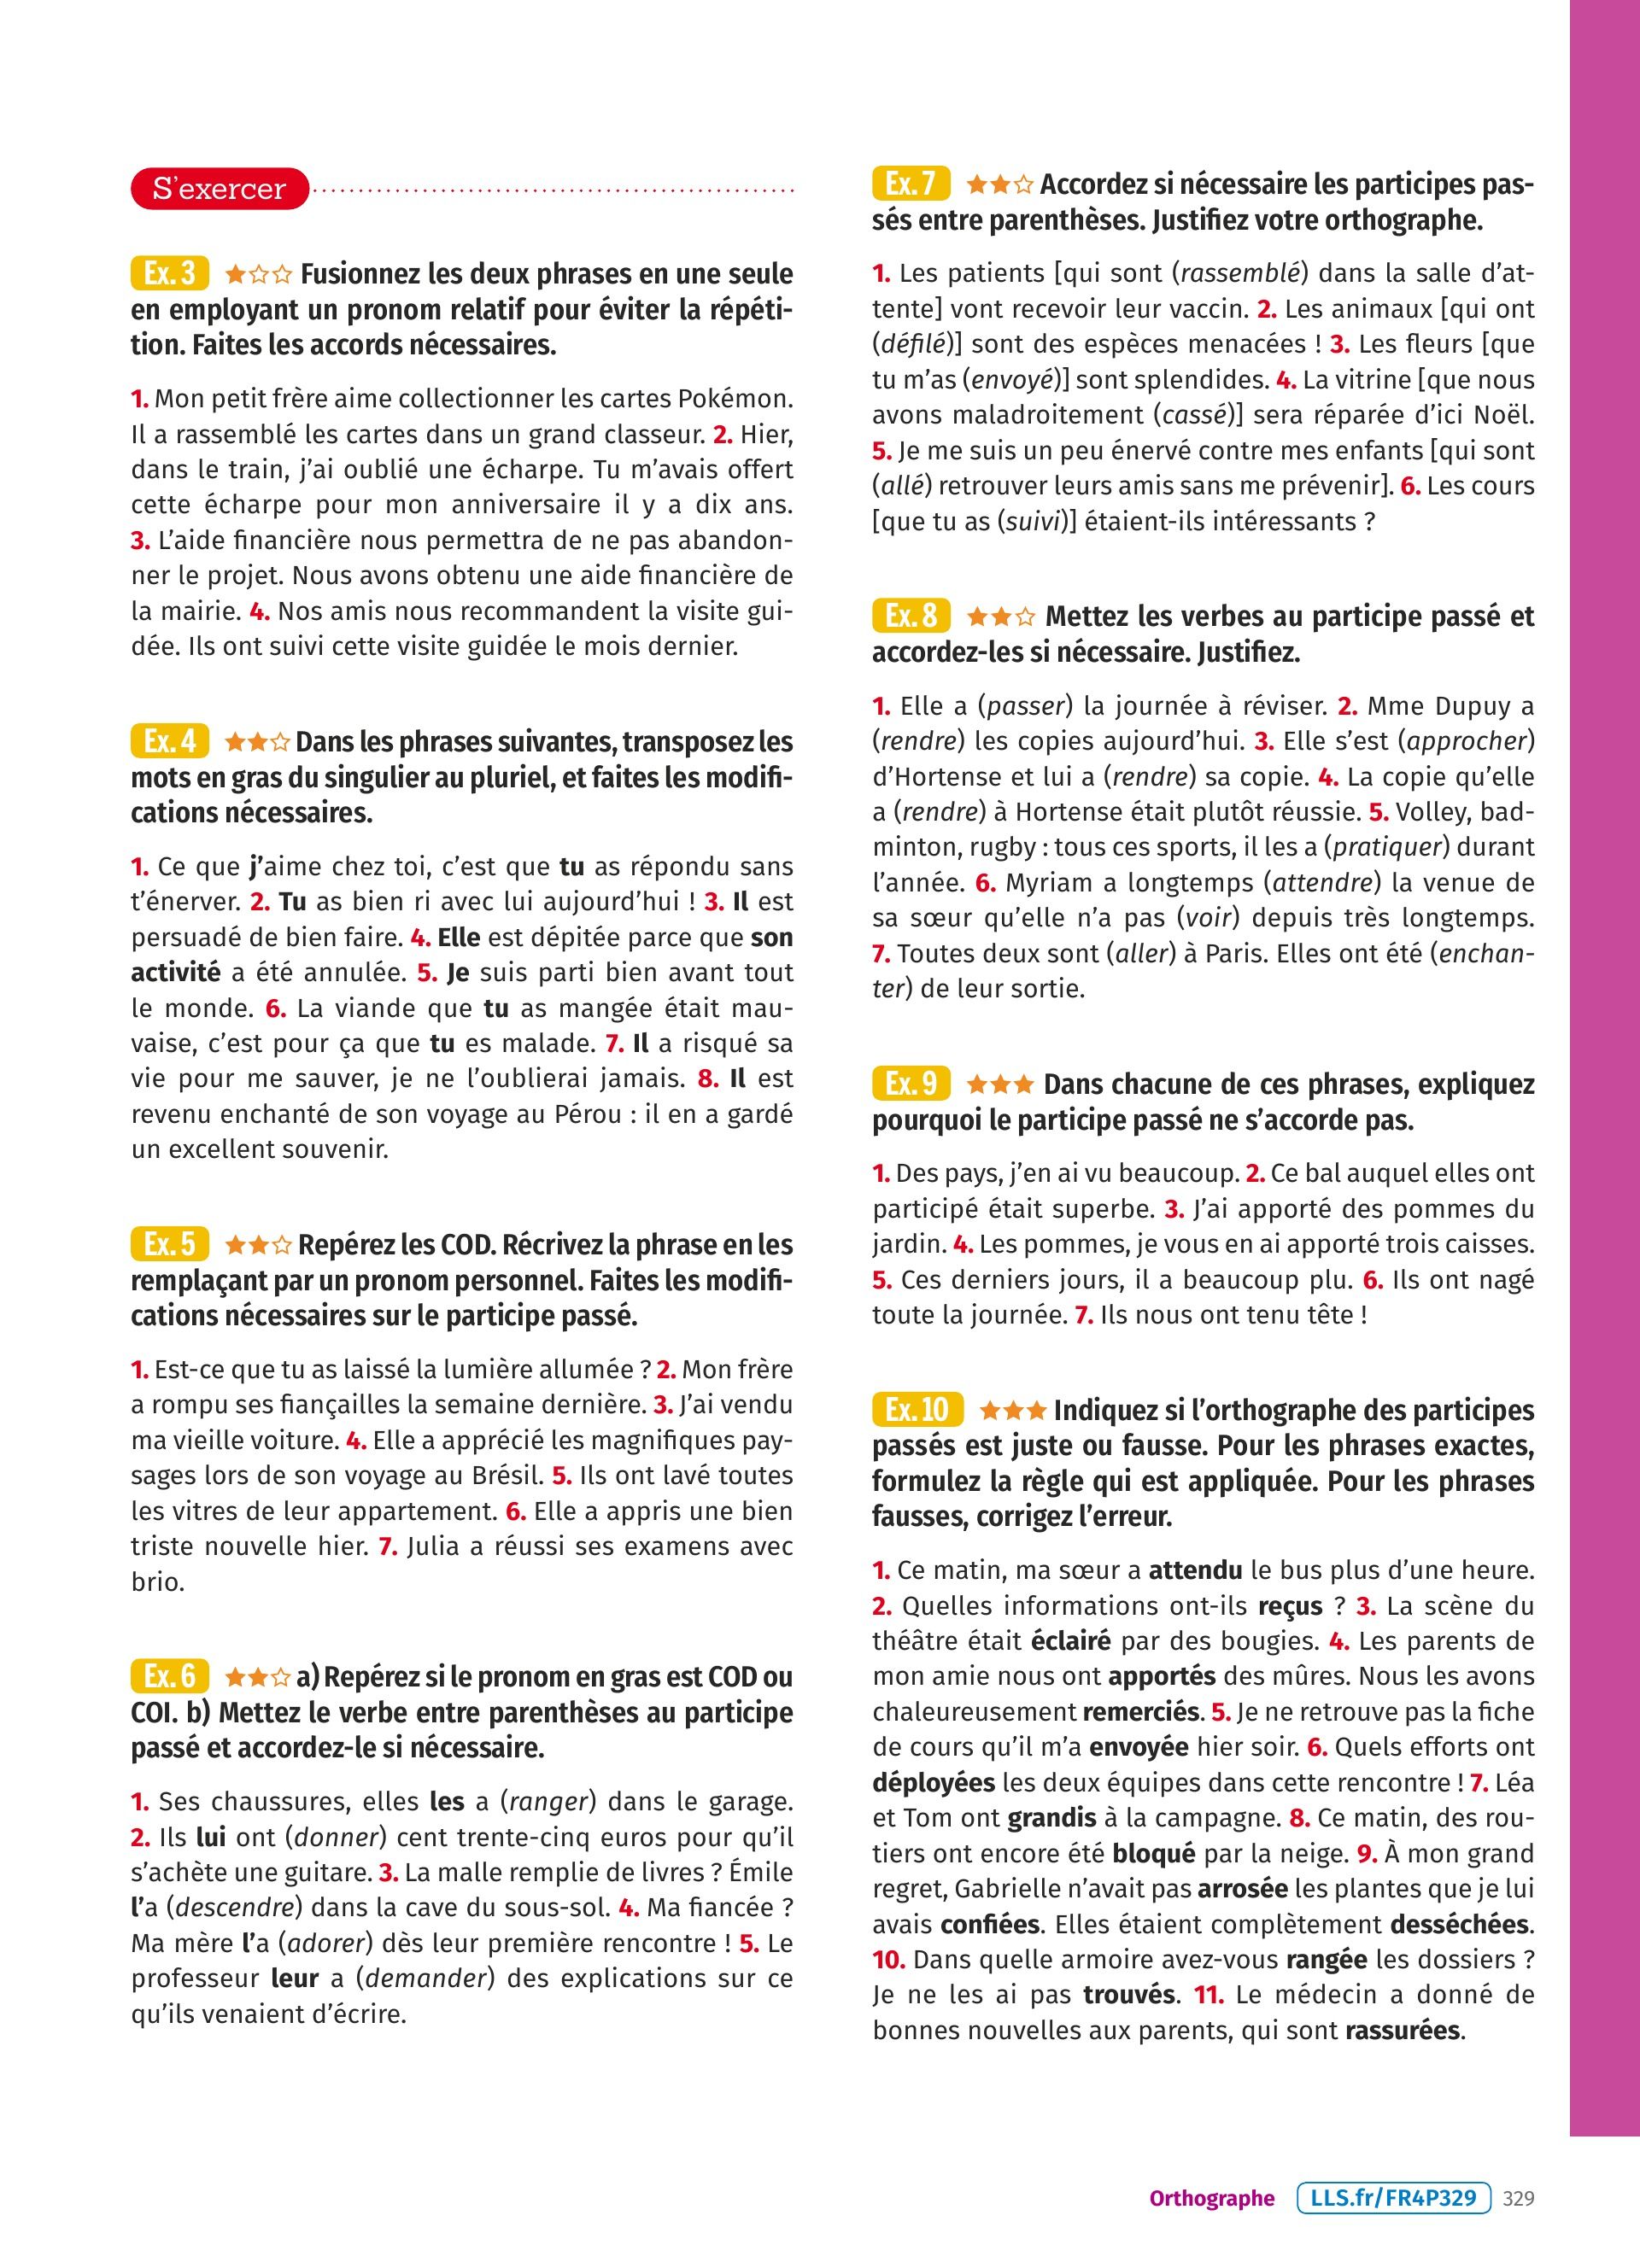 S'exercer
Ex. 3 ★☆☆ Fusionnez les deux phrases en une seule
en employant un pronom relatif pour éviter la répéti-
tion. Faites les accords nécessaires.
1. Mon petit frère aime collectionner les cartes Pokémon.
Il a rassemblé les cartes dans un grand classeur. 2. Hier,
dans le train, j'ai oublié une écharpe. Tu m'avais offert
cette écharpe pour mon anniversaire il y a dix ans.
3. L'aide financière nous permettra de ne pas abandon-
ner le projet. Nous avons obtenu une aide financière de
la mairie. 4. Nos amis nous recommandent la visite gui-
dée. Ils ont suivi cette visite guidée le mois dernier.
Ex. 4 ★★☆ Dans les phrases suivantes, transposez les
mots en gras du singulier au pluriel, et faites les modifi-
cations nécessaires.
1. Ce que j'aime chez toi, c'est que tu as répondu sans
t'énerver. 2. Tu as bien ri avec lui aujourd'hui ! 3. Il est
persuadé de bien faire. 4. Elle est dépitée parce que son
activité a été annulée. 5. Je suis parti bien avant tout
le monde. 6. La viande que tu as mangée était mau-
vaise, c'est pour ça que tu es malade. 7. Il a risqué sa
vie pour me sauver, je ne l'oublierai jamais. 8. Il est
revenu enchanté de son voyage au Pérou : il en a gardé
un excellent souvenir.
Ex. 5 ★★☆ Repérez les COD. Récrivez la phrase en les
remplaçant par un pronom personnel. Faites les modifi-
cations nécessaires sur le participe passé.
1. Est-ce que tu as laissé la lumière allumée ? 2. Mon frère
a rompu ses fiançailles la semaine dernière. 3. J'ai vendu
ma vieille voiture. 4. Elle a apprécié les magnifiques pay-
sages lors de son voyage au Brésil. 5. Ils ont lavé toutes
les vitres de leur appartement. 6. Elle a appris une bien
triste nouvelle hier. 7. Julia a réussi ses examens avec
brio.
Ex. 6 ★★☆ a) Repérez si le pronom en gras est COD ou
COI. b) Mettez le verbe entre parenthèses au participe
passé et accordez-le si nécessaire.
1. Ses chaussures, elles les a (ranger) dans le garage.
2. Ils lui ont (donner) cent trente-cinq euros pour qu'il
s'achète une guitare. 3. La malle remplie de livres ? Émile
l'a (descendre) dans la cave du sous-sol. 4. Ma fiancée ?
Ma mère l'a (adorer) dès leur première rencontre ! 5. Le
professeur leur a (demander) des explications sur ce
qu'ils venaient d'écrire.
Ex. 7 ★★☆ Accordez si nécessaire les participes pas-
sés entre parenthèses. Justifiez votre orthographe.
1. Les patients [qui sont (rassemblé) dans la salle d'at-
tente] vont recevoir leur vaccin. 2. Les animaux [qui ont
(défilé)] sont des espèces menacées ! 3. Les fleurs [que
tu m'as (envoyé)] sont splendides. 4. La vitrine [que nous
avons maladroitement (cassé)] sera réparée d'ici Noël.
5. Je me suis un peu énervé contre mes enfants [qui sont
(allé) retrouver leurs amis sans me prévenir]. 6. Les cours
[que tu as (suivi)] étaient-ils intéressants ?
Ex. 8 ★★☆ Mettez les verbes au participe passé et
accordez-les si nécessaire. Justifiez.
1. Elle a (passer) la journée à réviser. 2. Mme Dupuy a
(rendre) les copies aujourd'hui. 3. Elle s'est (approcher)
d'Hortense et lui a (rendre) sa copie. 4. La copie qu'elle
a (rendre) à Hortense était plutôt réussie. 5. Volley, bad-
minton, rugby : tous ces sports, il les a (pratiquer) durant
l'année. 6. Myriam a longtemps (attendre) la venue de
sa sœur qu'elle n'a pas (voir) depuis très longtemps.
7. Toutes deux sont (aller) à Paris. Elles ont été (enchan-
ter) de leur sortie.
Ex. 9 ★★★ Dans chacune de ces phrases, expliquez
pourquoi le participe passé ne s'accorde pas.
1. Des pays, j'en ai vu beaucoup. 2. Ce bal auquel elles ont
participé était superbe. 3. J'ai apporté des pommes du
jardin. 4. Les pommes, je vous en ai apporté trois caisses.
5. Ces derniers jours, il a beaucoup plu. 6. Ils ont nagé
toute la journée. 7. Ils nous ont tenu tête !
Ex. 10 ★★★ Indiquez si l'orthographe des participes
passés est juste ou fausse. Pour les phrases exactes,
formulez la règle qui est appliquée. Pour les phrases
fausses, corrigez l'erreur.
1. Ce matin, ma sœur a attendu le bus plus d'une heure.
2. Quelles informations ont-ils reçus ? 3. La scène du
théâtre était éclairé par des bougies. 4. Les parents de
mon amie nous ont apportés des mûres. Nous les avons
chaleureusement remerciés. 5. Je ne retrouve pas la fiche
de cours qu'il m'a envoyée hier soir. 6. Quels efforts ont
déployées les deux équipes dans cette rencontre ! 7. Léa
et Tom ont grandis à la campagne. 8. Ce matin, des rou-
tiers ont encore été bloqué par la neige. 9. À mon grand
regret, Gabrielle n'avait pas arrosée les plantes que je lui
avais confiées. Elles étaient complètement desséchées.
10. Dans quelle armoire avez-vous rangée les dossiers ?
Je ne les ai pas trouvés. 11. Le médecin a donné de
bonnes nouvelles aux parents, qui sont rassurées.
Orthographe LLS.fr/FR4P329 329